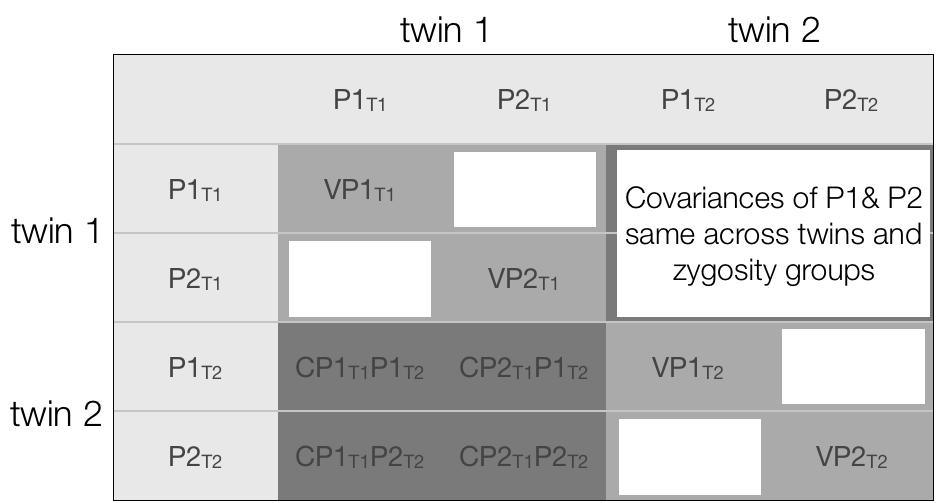 twin 1 twin 2
P1T1 P2T1 P1T2 P2T2
P1T1 VP1T1
Covariances of P1& P2
same across twins and
zygosity groups
twin 1
P2T1 VP2T1
P1T2 CP1T1P1T2 CP2T1P1T2 VP1T2
twin 2
P2T2 CP1T1P2T2 CP2T1P2T2 VP2T2